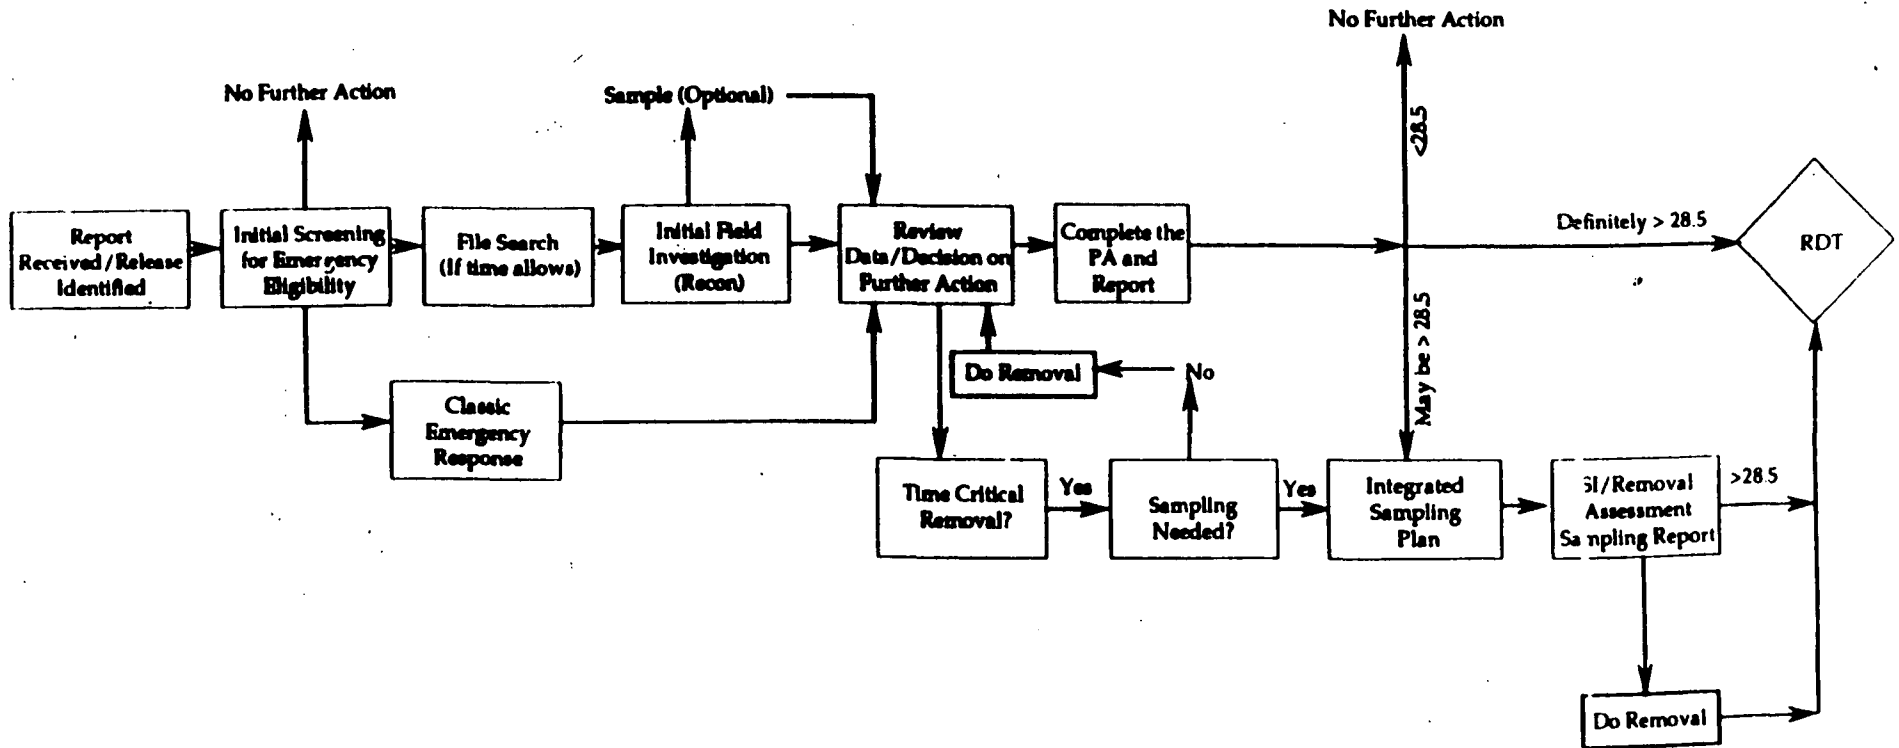 No Further Action
No Further Action
Sample (Optional)
<28.5
Report
Received/Release
Identified
Initial Screening
for Emergency
Eligibility
File Search
(If time allows)
Initial Field
Investigation
(Recon)
Review
Data/Decision on
Further Action
Complete the
PA and
Report
Definitely > 28.5
RDT
May be > 28.5
Do Removal
No
Classic
Emergency
Response
Time Critical
Removal?
Yes
Sampling
Needed?
Yes
Integrated
Sampling
Plan
SI/Removal
Assessment
Sampling Report
>28.5
Do Removal